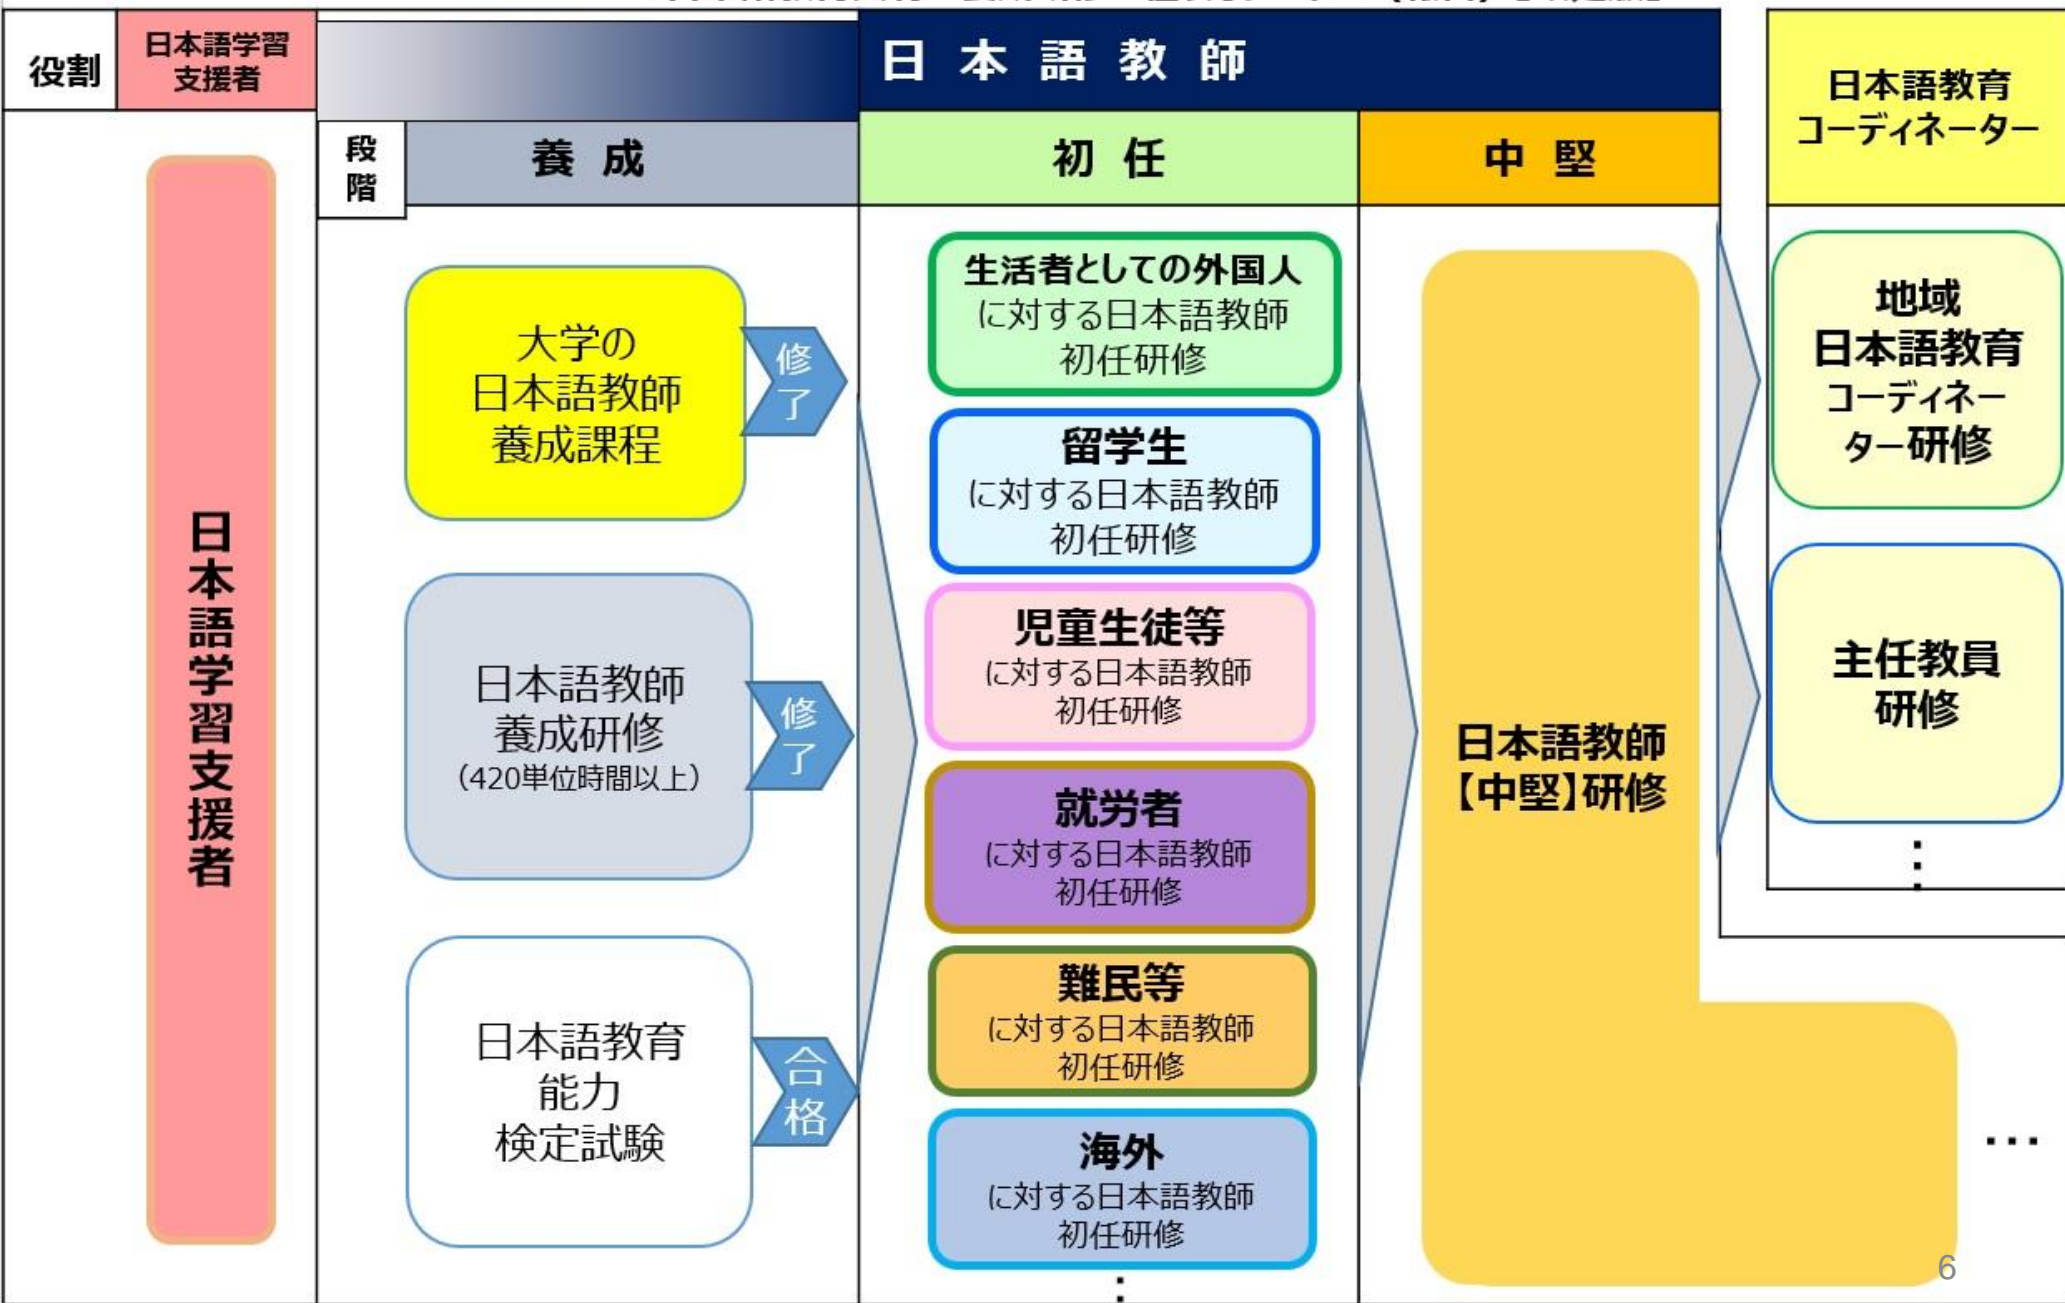 役割
日本語学習
支援者
日本語教師
日本語教育
コーディネーター
段
階
養成
初任
中堅
日本語学習支援者
大学の
日本語教師
養成課程
修
了
日本語教師
養成研修
（420単位時間以上）
修
了
日本語教育
能力
検定試験
合
格
生活者としての外国人
に対する日本語教師
初任研修
留学生
に対する日本語教師
初任研修
児童生徒等
に対する日本語教師
初任研修
就労者
に対する日本語教師
初任研修
難民等
に対する日本語教師
初任研修
海外
に対する日本語教師
初任研修
⋮
日本語教師
【中堅】研修
…
地域
日本語教育
コーディネー
ター研修
主任教員
研修
⋮
6